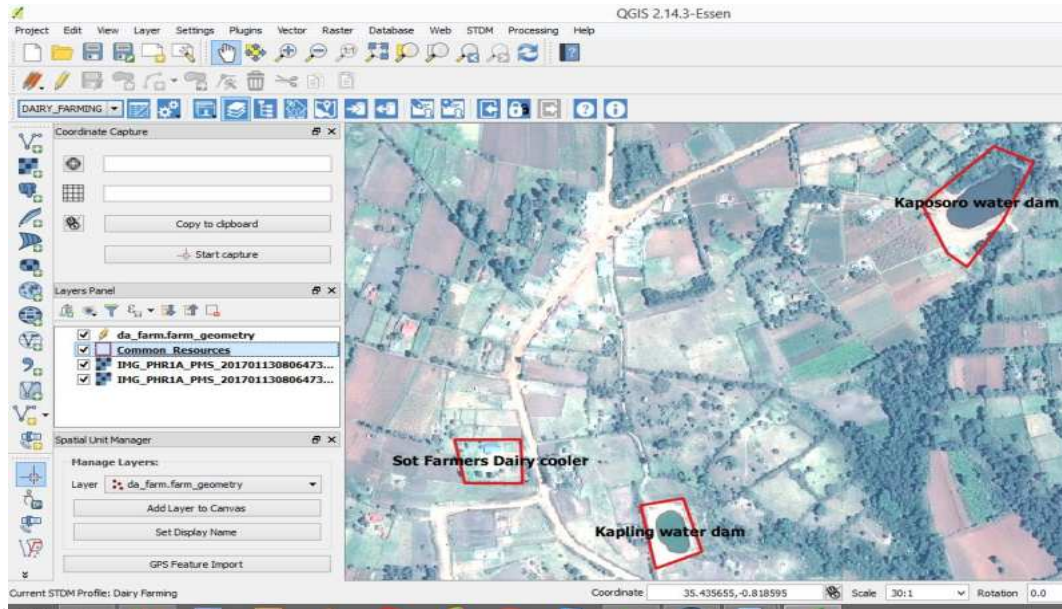 QGIS 2.14.3-Essen
Project Edit View Layer Settings Plugins Vector Raster Database Web STDM Processing Help
DAIRY_FARMING
Coordinate Capture
Copy to clipboard
Start capture
Layers Panel
da_farm.farm_geometry
Common_Resources
IMG_PHR1A_PMS_201701130806473...
IMG_PHR1A_PMS_201701130806473...
Spatial Unit Manager
Manage Layers:
Layer da_farm.farm_geometry
Add Layer to Canvas
Set Display Name
GPS Feature Import
Kaposoro water dam
Sot Farmers Dairy cooler
Kapling water dam
Current STDM Profile: Dairy Farming Coordinate 35.435655,-0.818595 Scale 30:1 Rotation 0.0